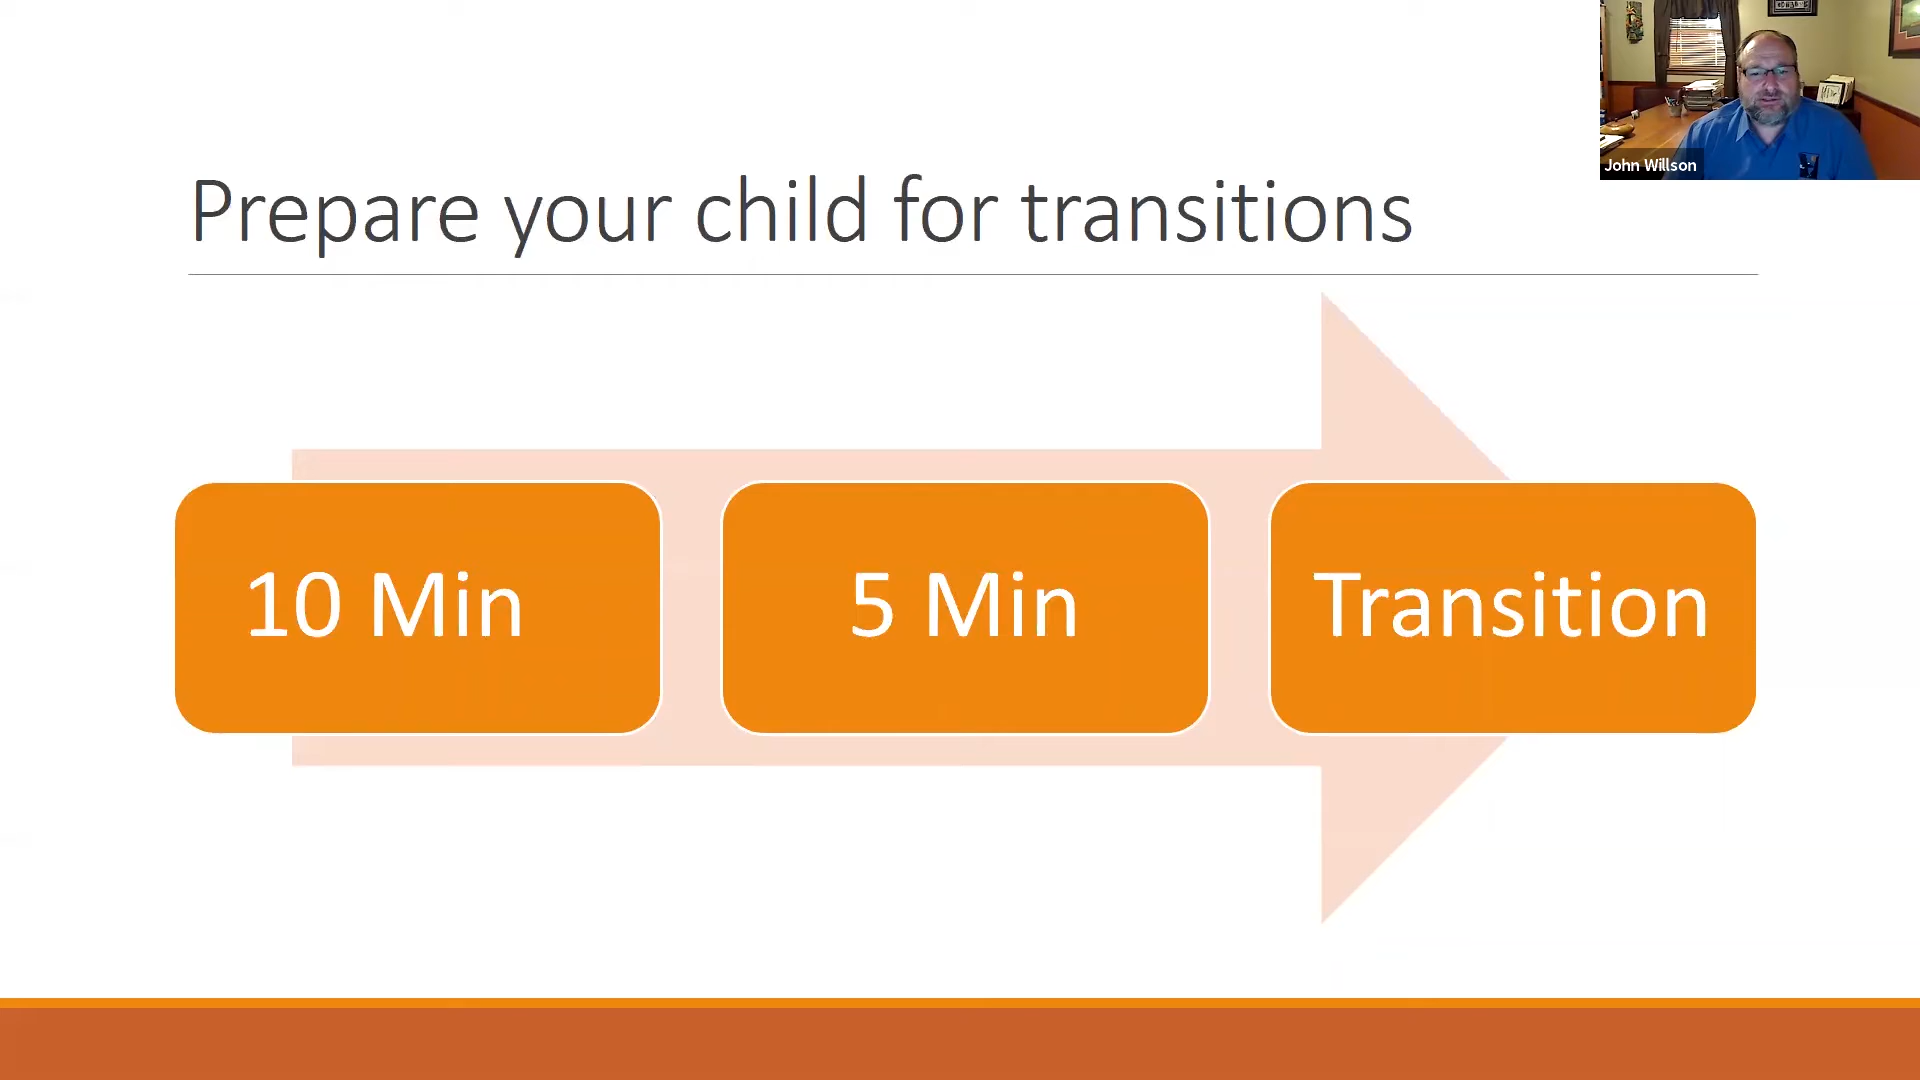 John Willson
Prepare your child for transitions
10 Min
5 Min
Transition